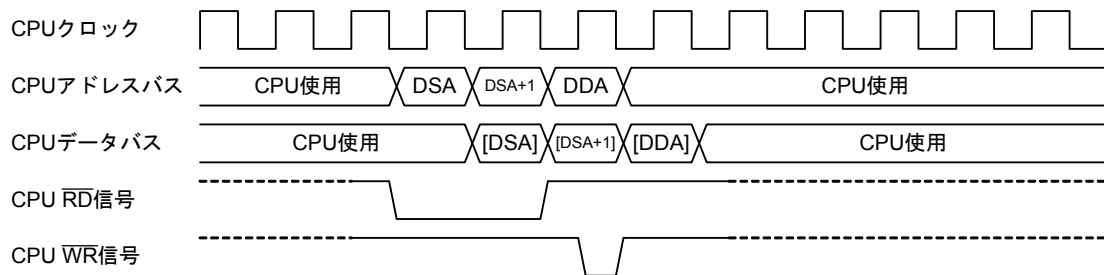 CPUクロック
CPUアドレスバス CPU使用 DSA DSA+1 DDA CPU使用
CPUデータバス CPU使用 [DSA] [DSA+1] [DDA] CPU使用
CPU RD信号
CPU WR信号